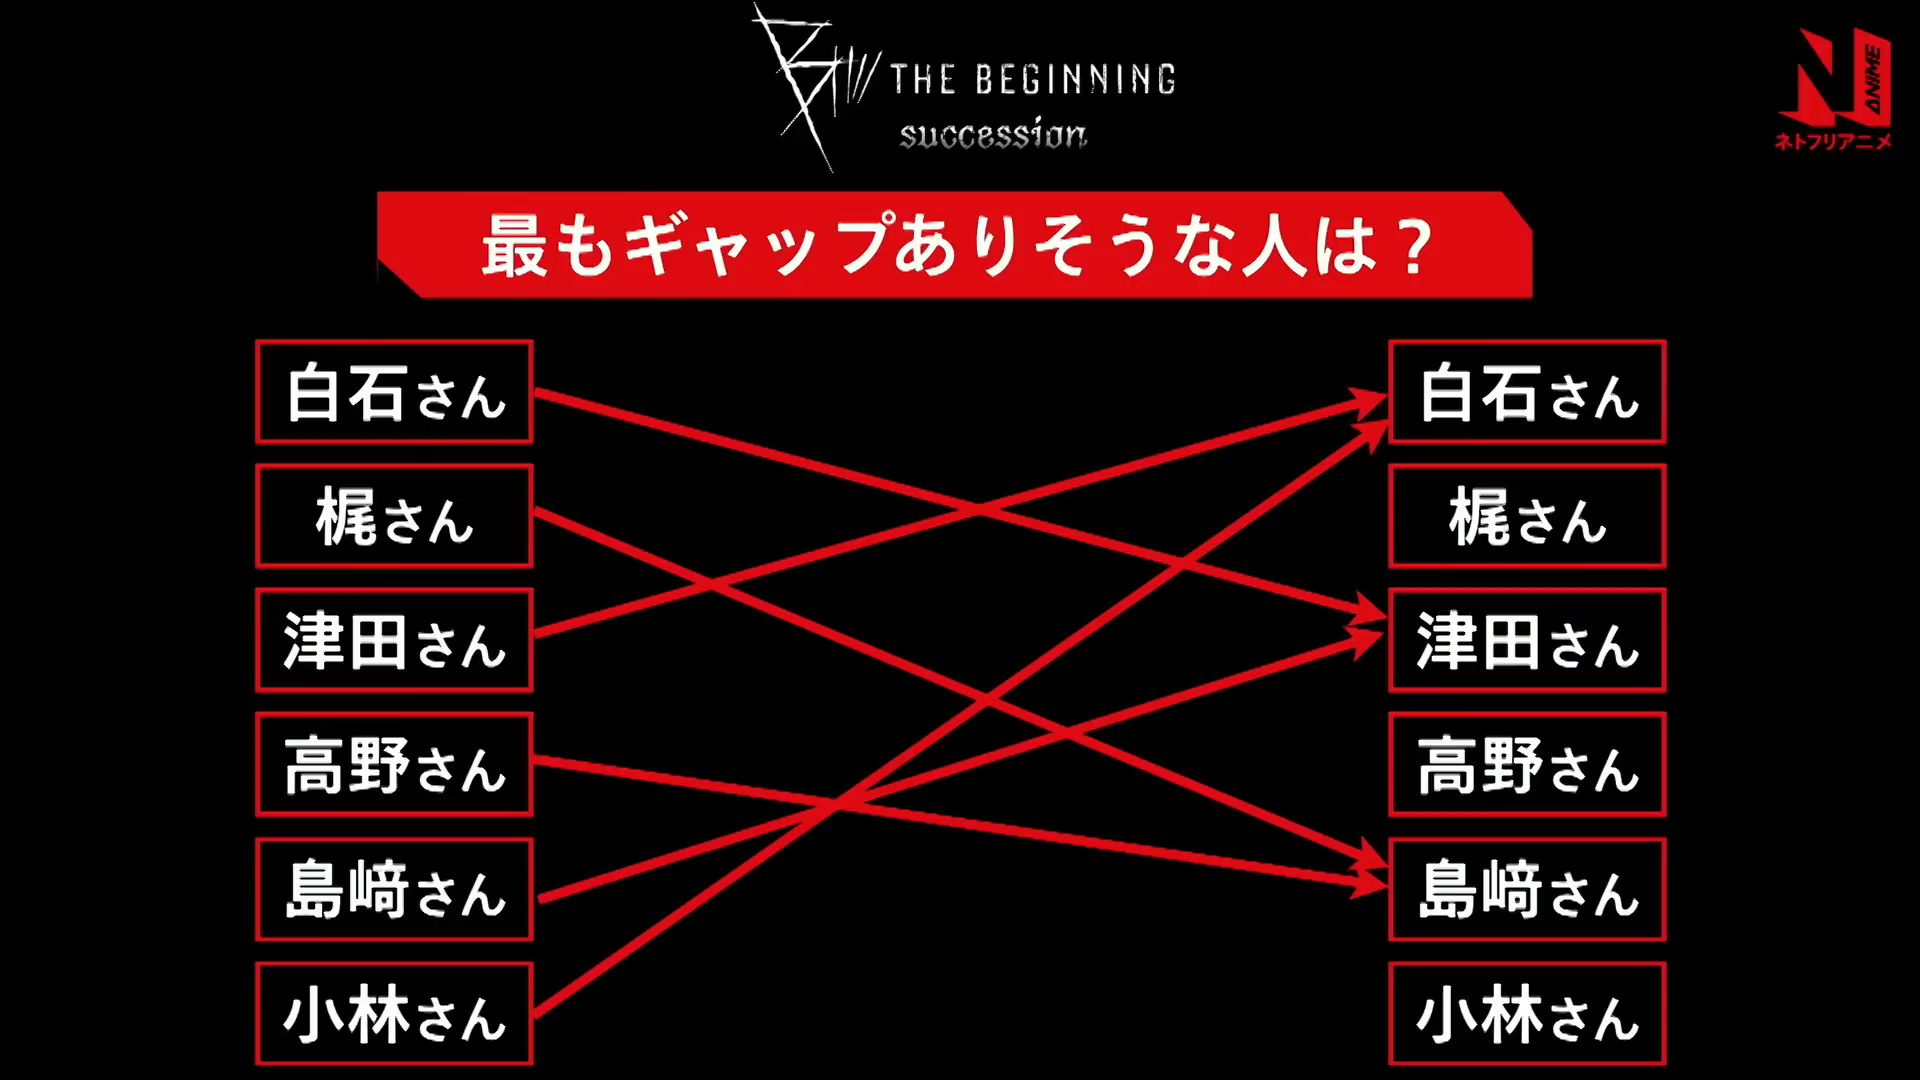 B: THE BEGINNING
succession
ANIME
ネトフリアニメ
最もギャップありそうな人は？
白石さん
梶さん
津田さん
高野さん
島﨑さん
小林さん
白石さん
梶さん
津田さん
高野さん
島﨑さん
小林さん